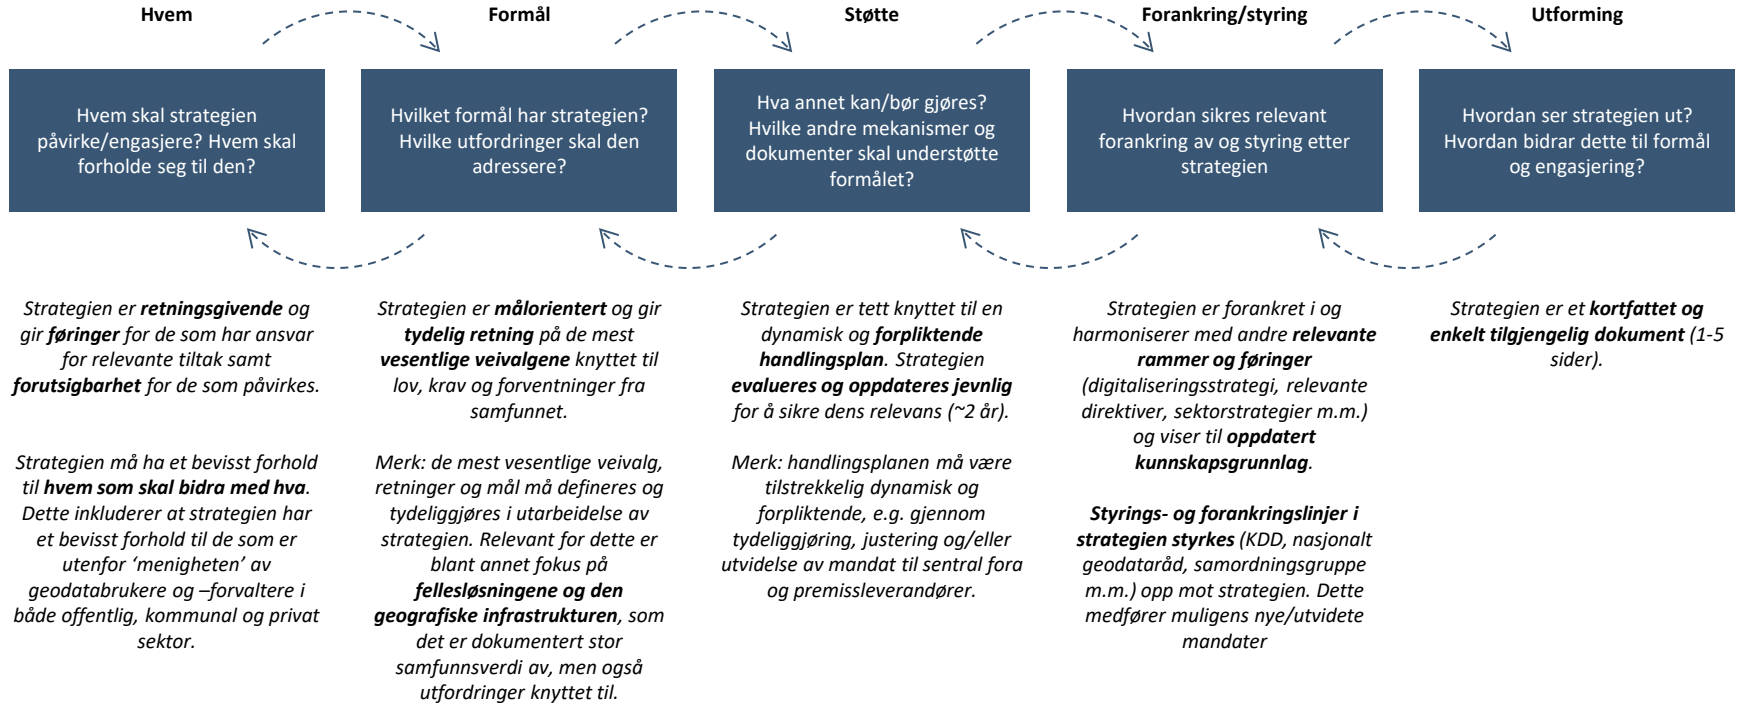 Hvem
Formål
Støtte
Forankring/styring
Utforming
Hvem skal strategien
påvirke/engasjere? Hvem skal
forholde seg til den?
Hvilket formål har strategien?
Hvilke utfordringer skal den
adressere?
Hva annet kan/bør gjøres?
Hvilke andre mekanismer og
dokumenter skal understøtte
formålet?
Hvordan sikres relevant
forankring av og styring etter
strategien
Hvordan ser strategien ut?
Hvordan bidrar dette til formål
og engasjering?
Strategien er retningsgivende og
gir føringer for de som har ansvar
for relevante tiltak samt
forutsigbarhet for de som påvirkes.
Strategien må ha et bevisst forhold
til hvem som skal bidra med hva.
Dette inkluderer at strategien har
et bevisst forhold til de som er
utenfor ‘menigheten’ av
geodatabrukere og –forvaltere i
både offentlig, kommunal og privat
sektor.
Strategien er målorientert og gir
tydelig retning på de mest
vesentlige veivalgene knyttet til
lov, krav og forventninger fra
samfunnet.
Merk: de mest vesentlige veivalg,
retninger og mål må defineres og
tydeliggjøres i utarbeidelse av
strategien. Relevant for dette er
blant annet fokus på
fellesløsningene og den
geografiske infrastrukturen, som
det er dokumentert stor
samfunnsverdi av, men også
utfordringer knyttet til.
Strategien er tett knyttet til en
dynamisk og forpliktende
handlingsplan. Strategien
evalueres og oppdateres jevnlig
for å sikre dens relevans (~2 år).
Merk: handlingsplanen må være
tilstrekkelig dynamisk og
forpliktende, e.g. gjennom
tydeliggjøring, justering og/eller
utvidelse av mandat til sentral fora
og premissleverandører.
Strategien er forankret i og
harmoniserer med andre relevante
rammer og føringer
(digitaliseringsstrategi, relevante
direktiver, sektorstrategier m.m.)
og viser til oppdatert
kunnskapsgrunnlag.
Styrings- og forankringslinjer i
strategien styrkes (KDD, nasjonalt
geodataråd, samordningsgruppe
m.m.) opp mot strategien. Dette
medfører muligens nye/utvidete
mandater
Strategien er et kortfattet og
enkelt tilgjengelig dokument (1-5
sider).